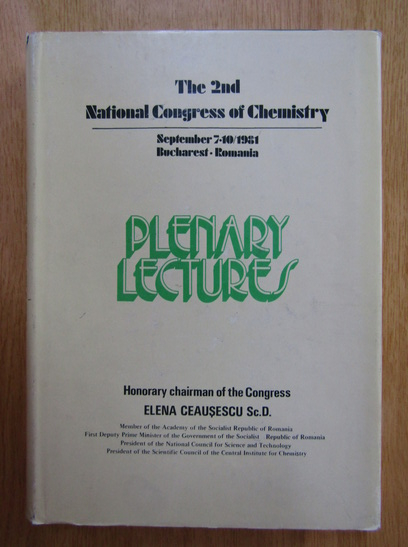 The 2nd
National Congress of Chemistry
September 7-10/1981
Bucharest - Romania
PLENARY
LECTURES
Honorary chairman of the Congress
ELENA CEAUȘESCU Sc.D.
Member of the Academy of the Socialist Republic of Romania
First Deputy Prime Minister of the Government of the Socialist Republic of Romania
President of the National Council for Science and Technology
President of the Scientific Council of the Central Institute for Chemistry